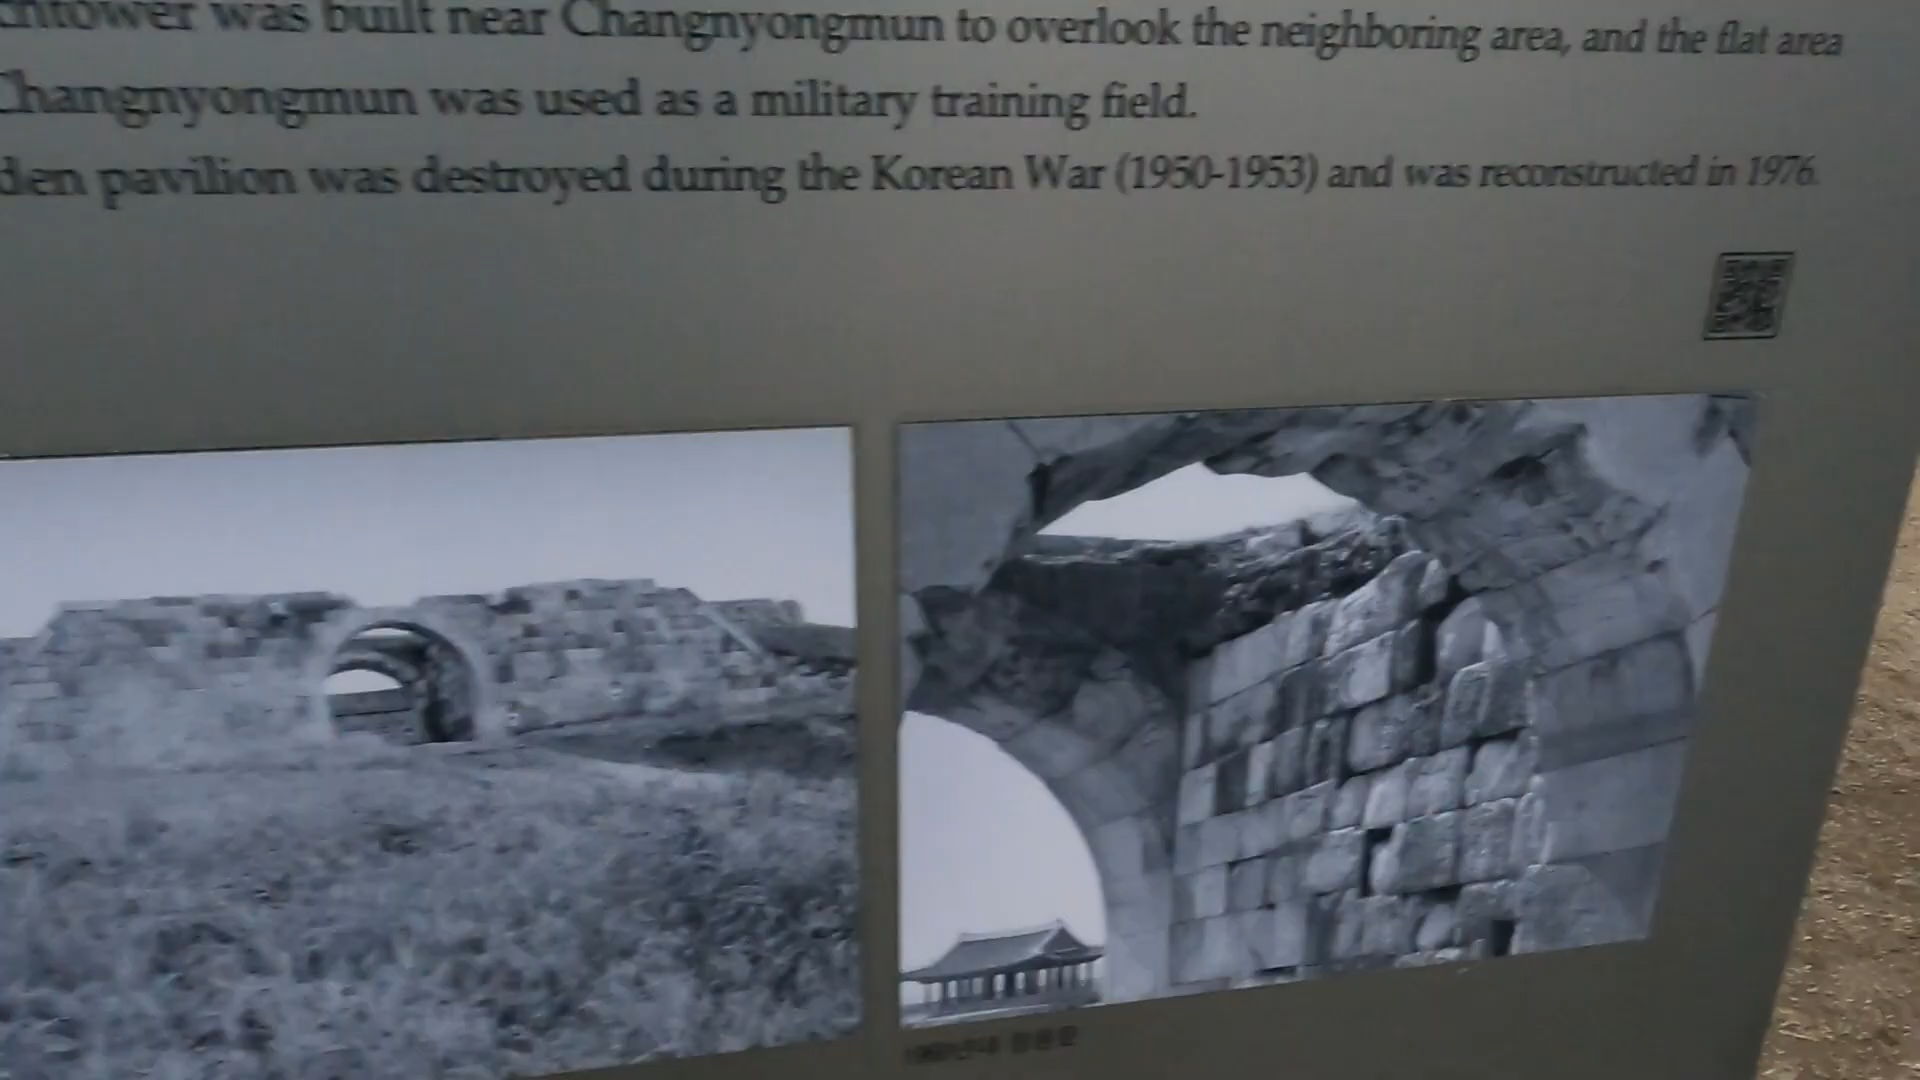 was built near Changnyongmun to overlook the neighboring area, and the flat area
Changnyongmun was used as a military training field.
pavilion was destroyed during the Korean War (1950-1953) and was reconstructed in 1976.